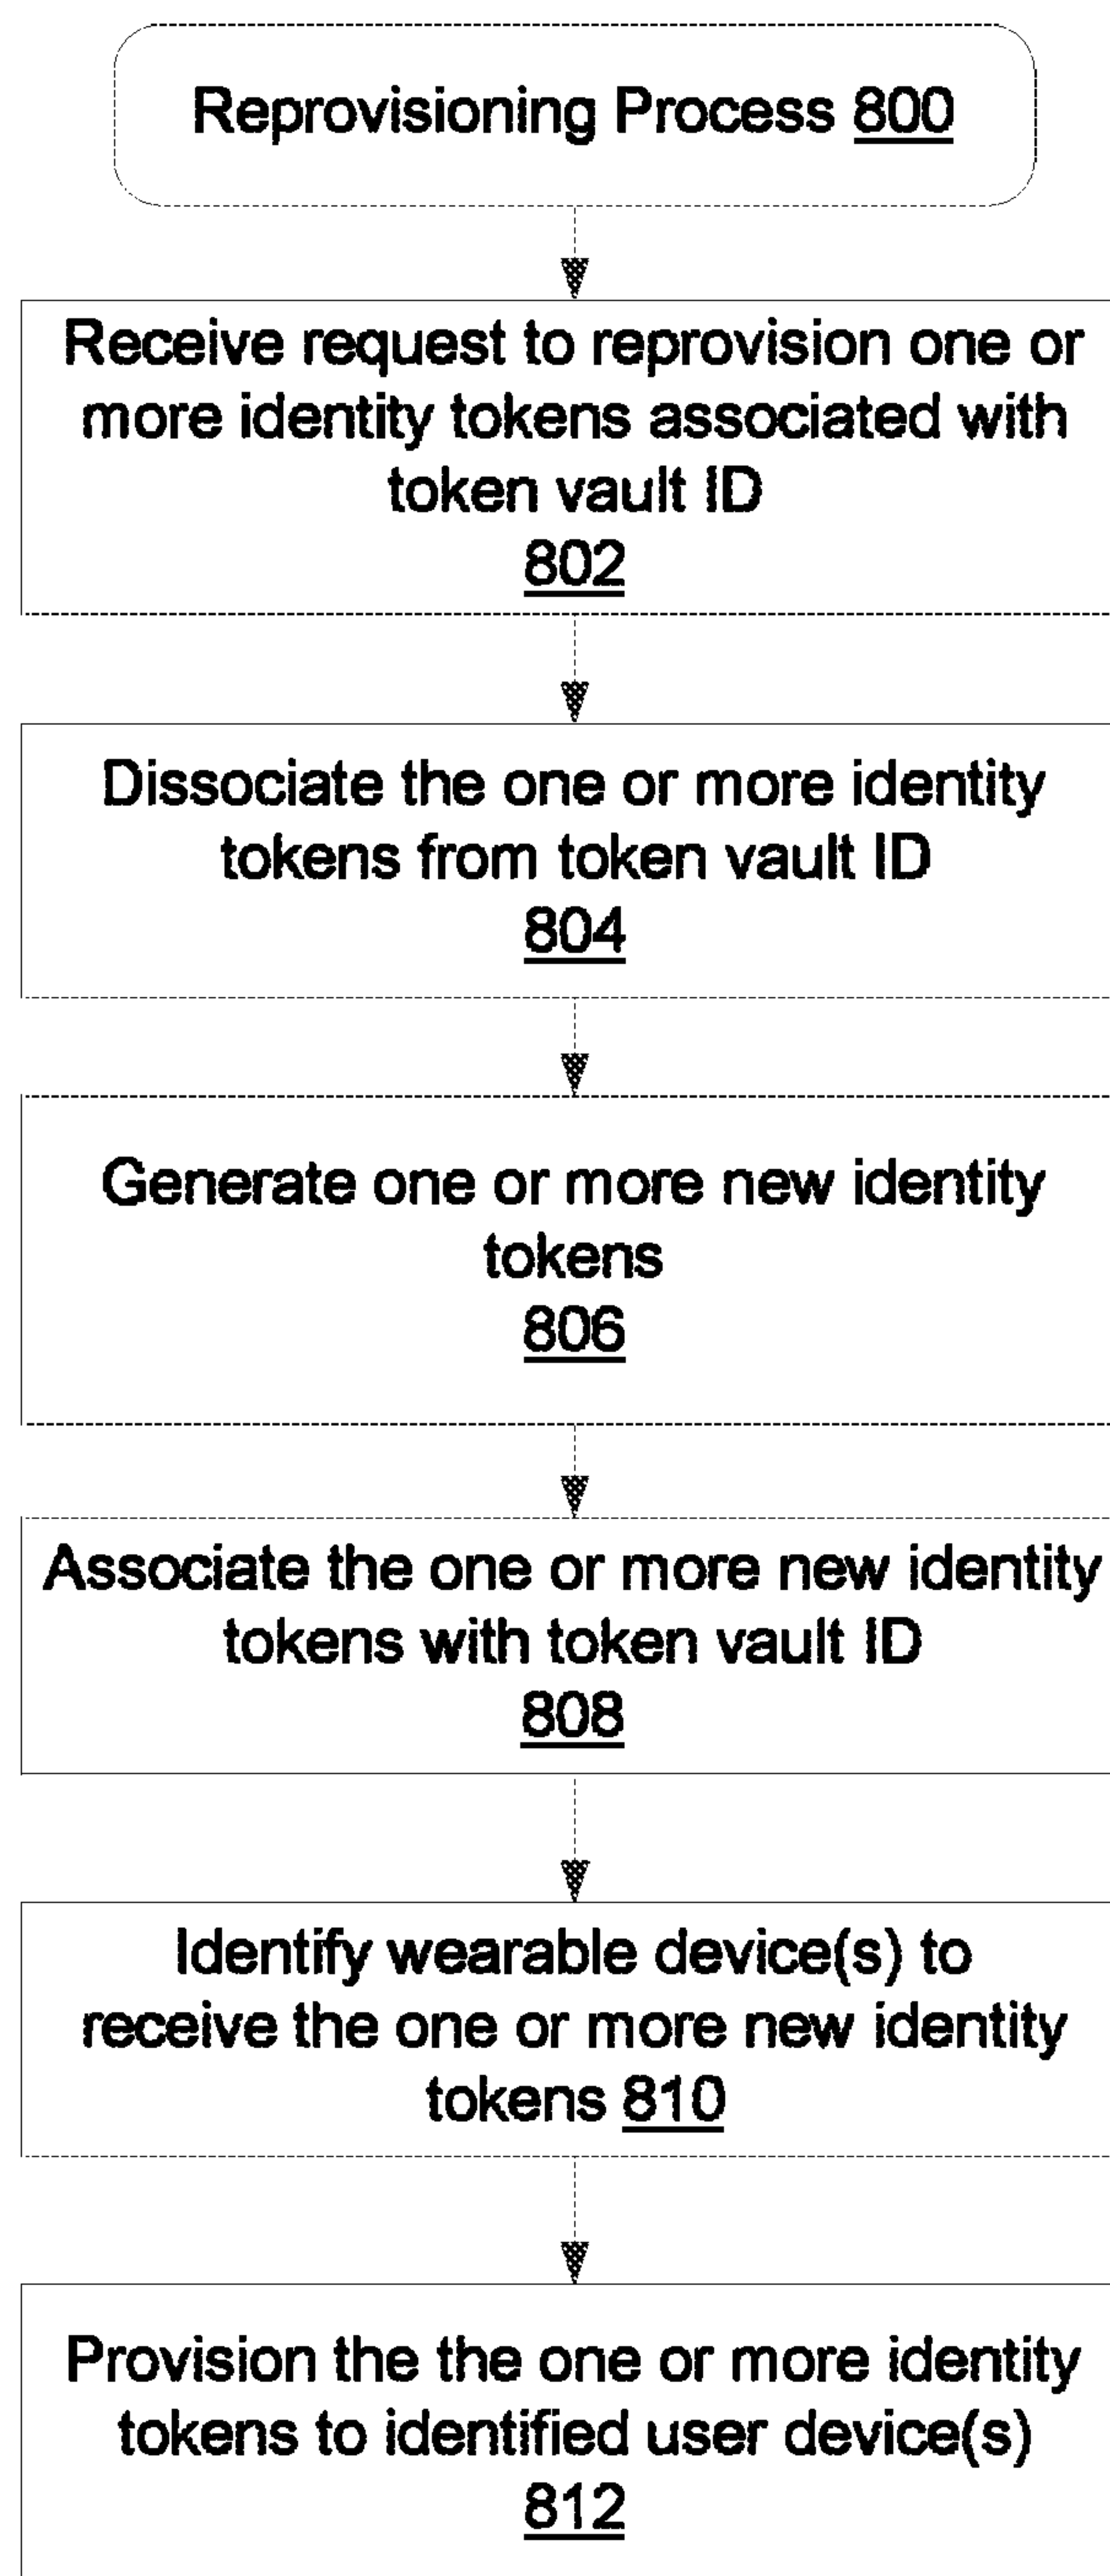 Reprovisioning Process 800
Receive request to reprovision one or
more identity tokens associated with
token vault ID
802
Dissociate the one or more identity
tokens from token vault ID
804
Generate one or more new identity
tokens
806
Associate the one or more new identity
tokens with token vault ID
808
Identify wearable device(s) to
receive the one or more new identity
tokens 810
Provision the the one or more identity
tokens to identified user device(s)
812